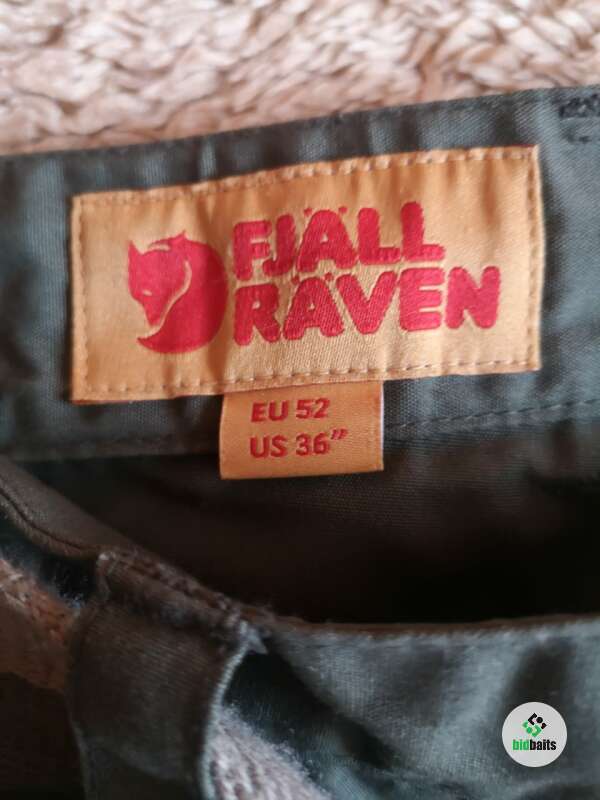 FJÄLL
RÄVEN
EU 52
US 36"
bidbaits